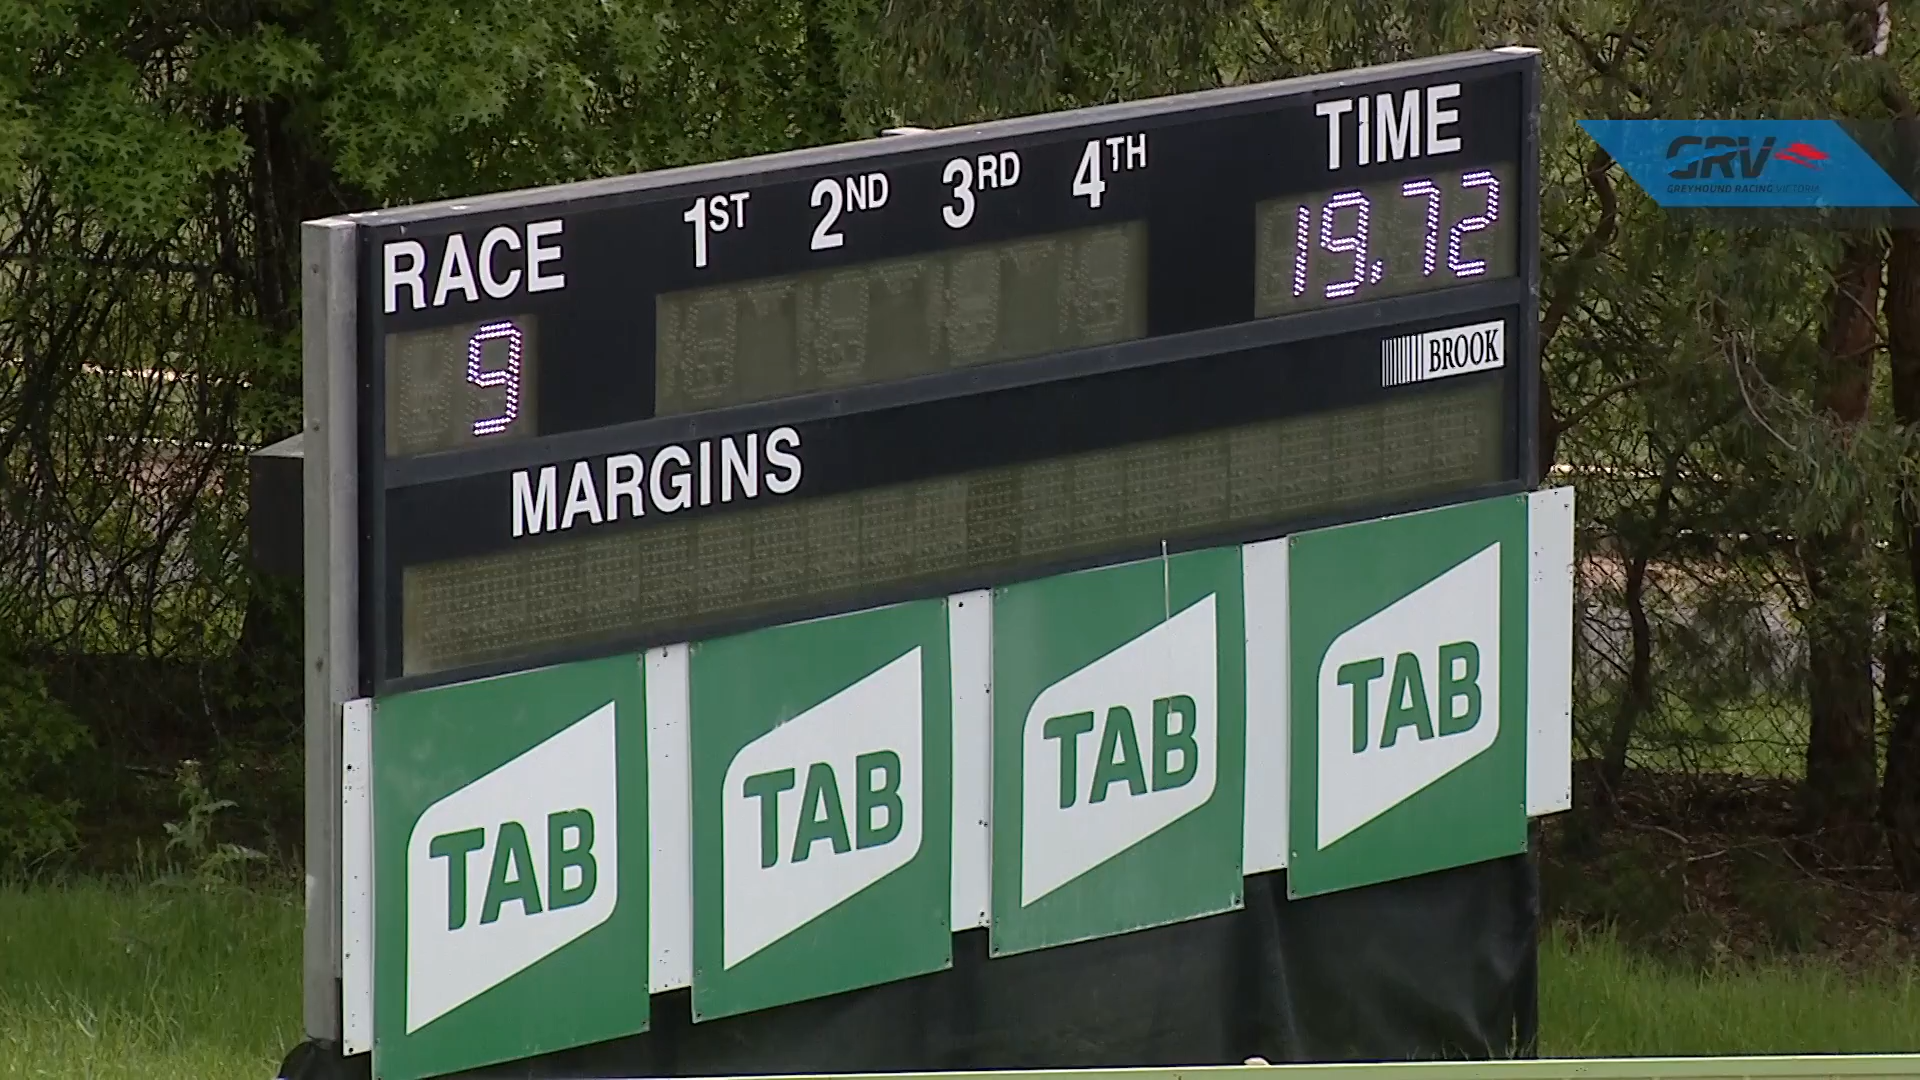 RACE 1ST 2ND 3RD 4TH TIME
9 19.72
BROOK
MARGINS
TAB TAB TAB TAB
GRV
GREYHOUND RACING VICTORIA